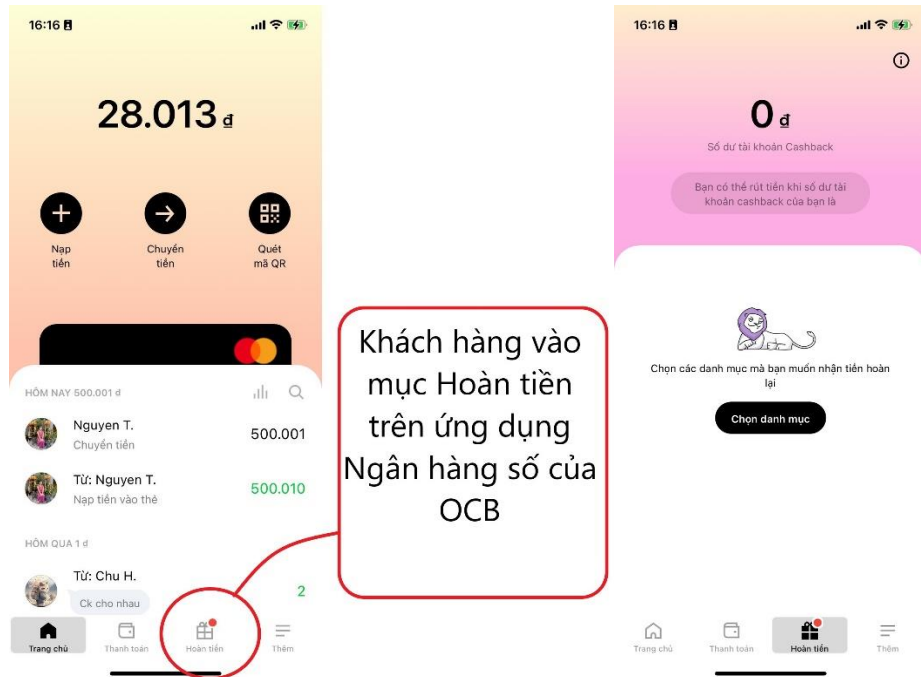 16:16
28.013 đ
Nạp
tiền
Chuyển
tiền
Quét
mã QR
HÔM NAY 500.001 đ
Nguyen T.
Chuyển tiền
500.001
Từ: Nguyen T.
Nạp tiền vào thẻ
500.010
HÔM QUA 1 đ
Từ: Chu H.
Ck cho nhau
2
Trang chủ
Thanh toán
Hoàn tiền
Thêm
Khách hàng vào
mục Hoàn tiền
trên ứng dụng
Ngân hàng số của
OCB
16:16
0 đ
Số dư tài khoản Cashback
Bạn có thể rút tiền khi số dư tài
khoản cashback của bạn là
Chọn các danh mục mà bạn muốn nhận tiền hoàn
lại
Chọn danh mục
Trang chủ
Thanh toán
Hoàn tiền
Thêm